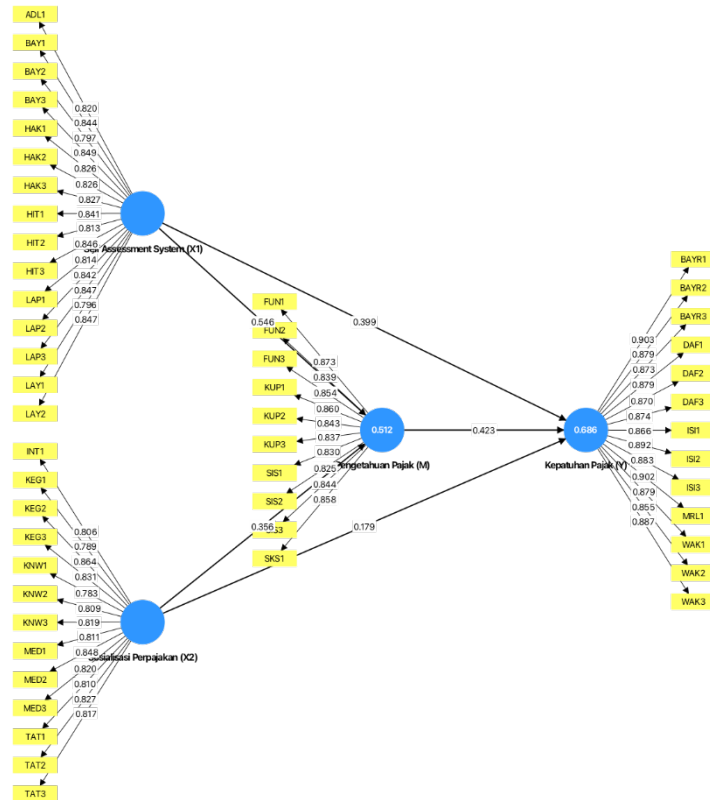 ADL1
BAY1
BAY2
BAY3
HAK1
HAK2
HAK3
HIT1
HIT2
HIT3
LAP1
LAP2
LAP3
LAY1
LAY2
0.820
0.844
0.797
0.849
0.826
0.826
0.827
0.841
0.813
0.846
0.814
0.842
0.847
0.796
0.847
Assessment System (X1)
INT1
KEG1
KEG2
KEG3
KNW1
KNW2
KNW3
MED1
MED2
MED3
TAT1
TAT2
TAT3
0.806
0.789
0.864
0.831
0.783
0.809
0.819
0.811
0.848
0.820
0.810
0.827
0.817
Sosialisasi Perpajakan (X2)
0.546
0.399
0.356
0.179
0.423
FUN1
FUN2
FUN3
KUP1
KUP2
KUP3
SIS1
SIS2
SKS1
0.873
0.839
0.854
0.860
0.843
0.837
0.830
0.825
0.844
0.858
0.512
Pengetahuan Pajak (M)
0.686
Kepatuhan Pajak (Y)
0.903
0.879
0.873
0.879
0.870
0.874
0.866
0.892
0.883
0.902
0.879
0.855
0.887
BAYR1
BAYR2
BAYR3
DAF1
DAF2
DAF3
ISI1
ISI2
ISI3
MRL1
WAK1
WAK2
WAK3